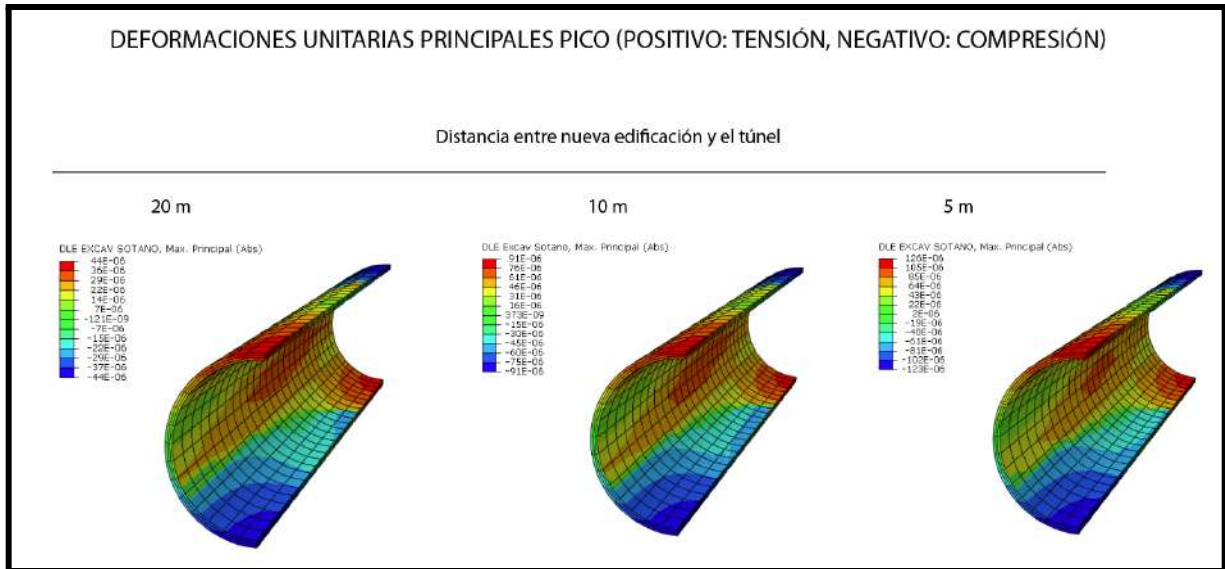 DEFORMACIONES UNITARIAS PRINCIPALES PICO (POSITIVO: TENSIÓN, NEGATIVO: COMPRESIÓN)
Distancia entre nueva edificación y el túnel
20 m
10 m
5 m
DLE EXCAV SOTANO, Max. Principal (Abs)
44E-06
36E-06
29E-06
22E-06
14E-06
7E-06
-121E-09
-7E-06
-15E-06
-22E-06
-29E-06
-37E-06
-44E-06
DLE Excav Sotano, Max. Principal (Abs)
91E-06
76E-06
61E-06
46E-06
31E-06
16E-06
373E-09
-15E-06
-30E-06
-45E-06
-60E-06
-75E-06
-91E-06
DLE EXCAV SOTANO, Max. Principal (Abs)
126E-06
105E-06
85E-06
64E-06
43E-06
22E-06
2E-06
-19E-06
-40E-06
-61E-06
-81E-06
-102E-06
-123E-06